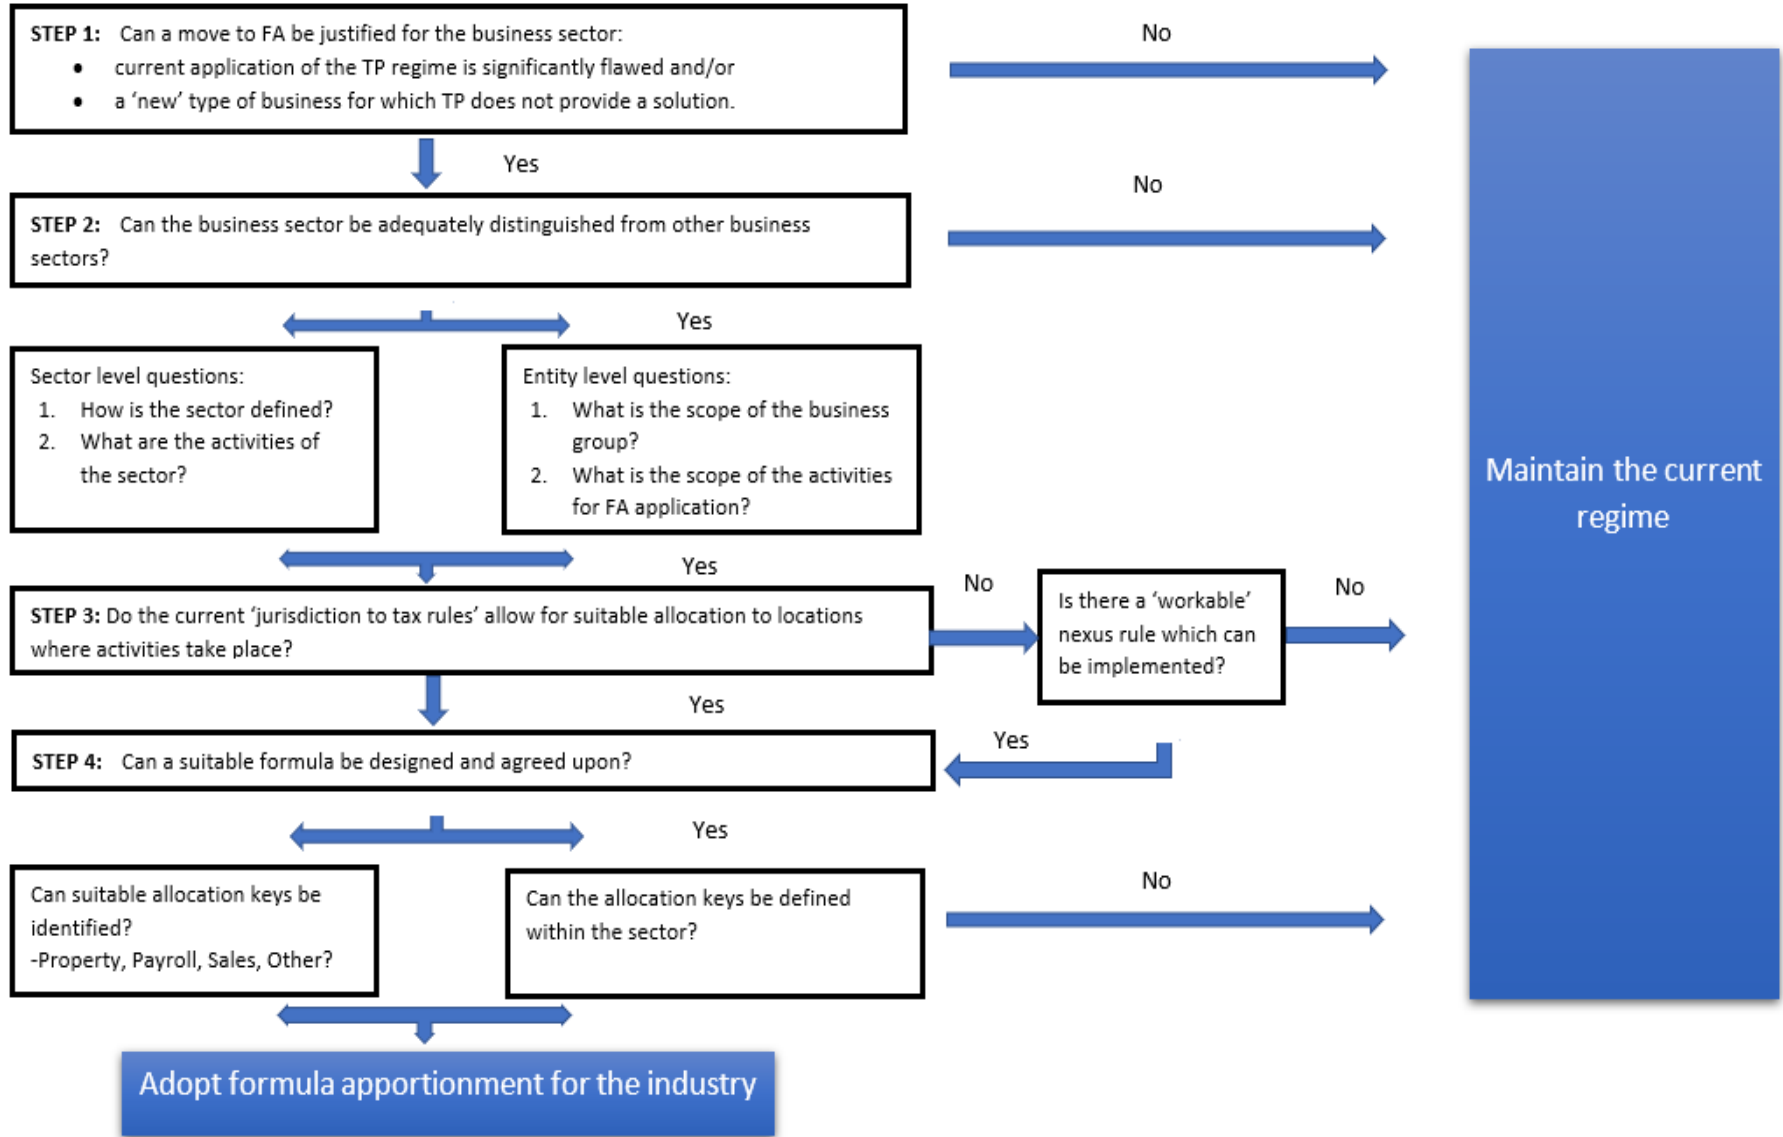 STEP 1: Can a move to FA be justified for the business sector:
• current application of the TP regime is significantly flawed and/or
• a ‘new’ type of business for which TP does not provide a solution.
No
Yes
STEP 2: Can the business sector be adequately distinguished from other business
sectors?
No
Yes
Sector level questions:
1. How is the sector defined?
2. What are the activities of
the sector?
Entity level questions:
1. What is the scope of the business
group?
2. What is the scope of the activities
for FA application?
Yes
STEP 3: Do the current ‘jurisdiction to tax rules’ allow for suitable allocation to locations
where activities take place?
No
Is there a ‘workable’
nexus rule which can
be implemented?
No
Yes
Yes
STEP 4: Can a suitable formula be designed and agreed upon?
Yes
Can suitable allocation keys be
identified?
-Property, Payroll, Sales, Other?
Can the allocation keys be defined
within the sector?
No
Maintain the current
regime
Adopt formula apportionment for the industry